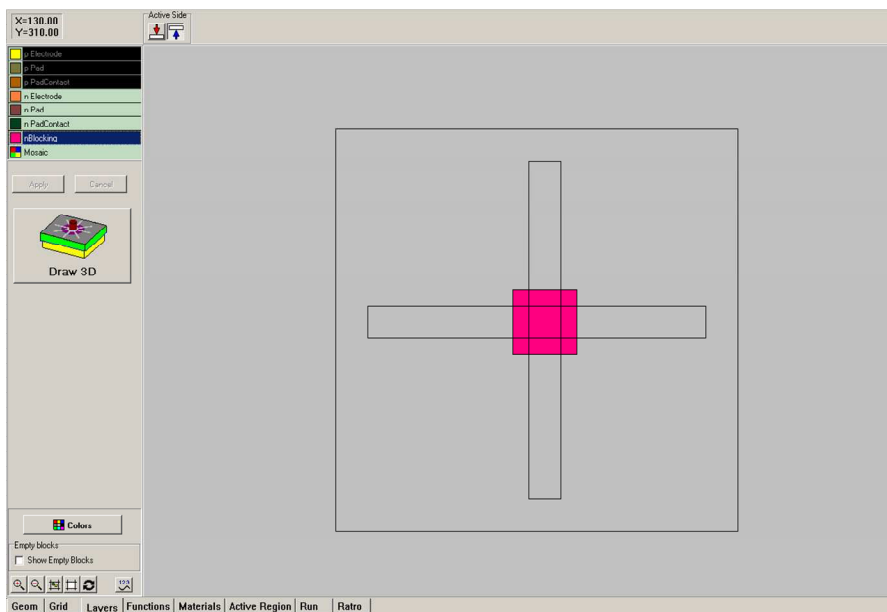 X=130.00
Y=310.00
Active Side
p Electrode
p Pad
p PadContact
n Electrode
n Pad
n PadContact
nBlocking
Mosaic
Apply Cancel
Draw 3D
Colors
Empty blocks
Show Empty Blocks
123
Geom Grid Layers Functions Materials Active Region Run Ratro